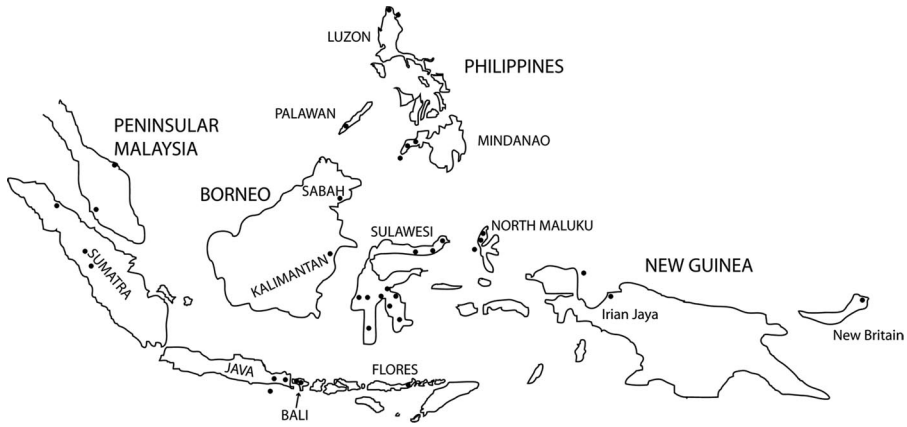 LUZON
PHILIPPINES
PALAWAN
PENINSULAR
MALAYSIA
MINDANAO
BORNEO
SABAH
SULAWESI
NORTH MALUKU
KALIMANTAN
SUMATRA
NEW GUINEA
Irian Jaya
New Britain
JAVA
FLORES
BALI